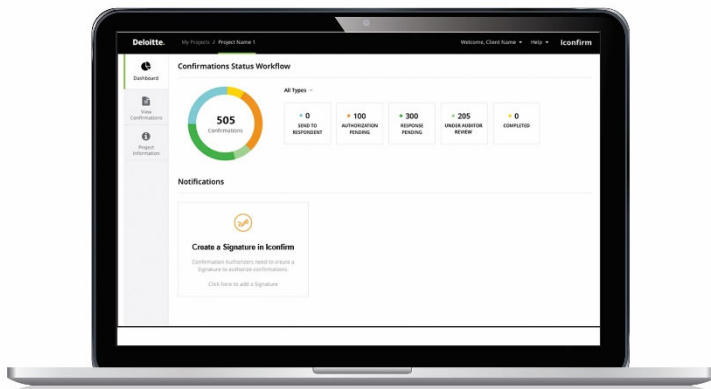 Deloitte.
My Projects / Project Name 1
Welcome, Client Name
Help
Iconfirm
Dashboard
View
Confirmations
Project
Information
Confirmations Status Workflow
All Types
505
Confirmations
0
SEND TO
RESPONDENT
100
AUTHORIZATION
PENDING
300
RESPONSE
PENDING
205
UNDER AUDITOR
REVIEW
0
COMPLETED
Notifications
Create a Signature in Iconfirm
Confirmation Authorizers need to create a
Signature to authorize confirmations.
Click here to add a Signature